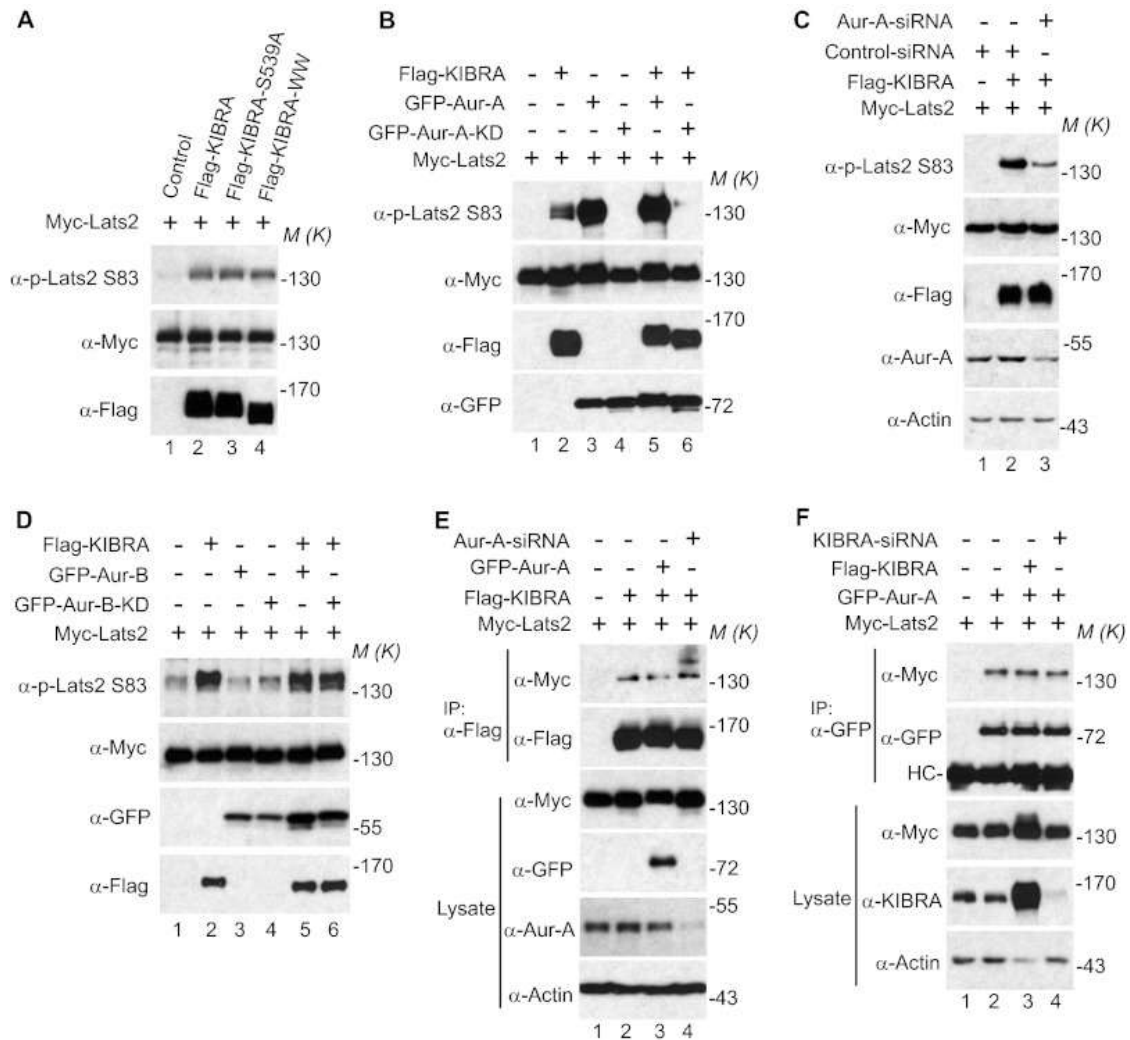 A
Control
Flag-KIBRA
Flag-KIBRA-S539A
Flag-KIBRA-WW
Myc-Lats2 + + + +
M (K)
α-p-Lats2 S83 -130
α-Myc -130
-170
α-Flag
1 2 3 4
B
Flag-KIBRA - + - - + +
GFP-Aur-A - - + - + -
GFP-Aur-A-KD - - - + - +
Myc-Lats2 + + + + + +
M (K)
α-p-Lats2 S83 -130
α-Myc -130
-170
α-Flag
α-GFP -72
1 2 3 4 5 6
C
Aur-A-siRNA - - +
Control-siRNA + + -
Flag-KIBRA - + +
Myc-Lats2 + + +
M (K)
α-p-Lats2 S83 -130
α-Myc -130
-170
α-Flag
-55
α-Aur-A
α-Actin -43
1 2 3
D
Flag-KIBRA - + - - + +
GFP-Aur-B - - + - + -
GFP-Aur-B-KD - - - + - +
Myc-Lats2 + + + + + +
M (K)
α-p-Lats2 S83 -130
α-Myc -130
α-GFP -55
-170
α-Flag
1 2 3 4 5 6
E
Aur-A-siRNA - - - +
GFP-Aur-A - - + -
Flag-KIBRA - + + +
Myc-Lats2 + + + +
M (K)
IP: α-Flag
α-Myc -130
α-Flag -170
Lysate
α-Myc -130
α-GFP -72
-55
α-Aur-A
α-Actin -43
1 2 3 4
F
KIBRA-siRNA - - - +
Flag-KIBRA - - + -
GFP-Aur-A - + + +
Myc-Lats2 + + + +
M (K)
IP: α-GFP
α-Myc -130
α-GFP -72
HC-
Lysate
α-Myc -130
α-KIBRA -170
α-Actin -43
1 2 3 4